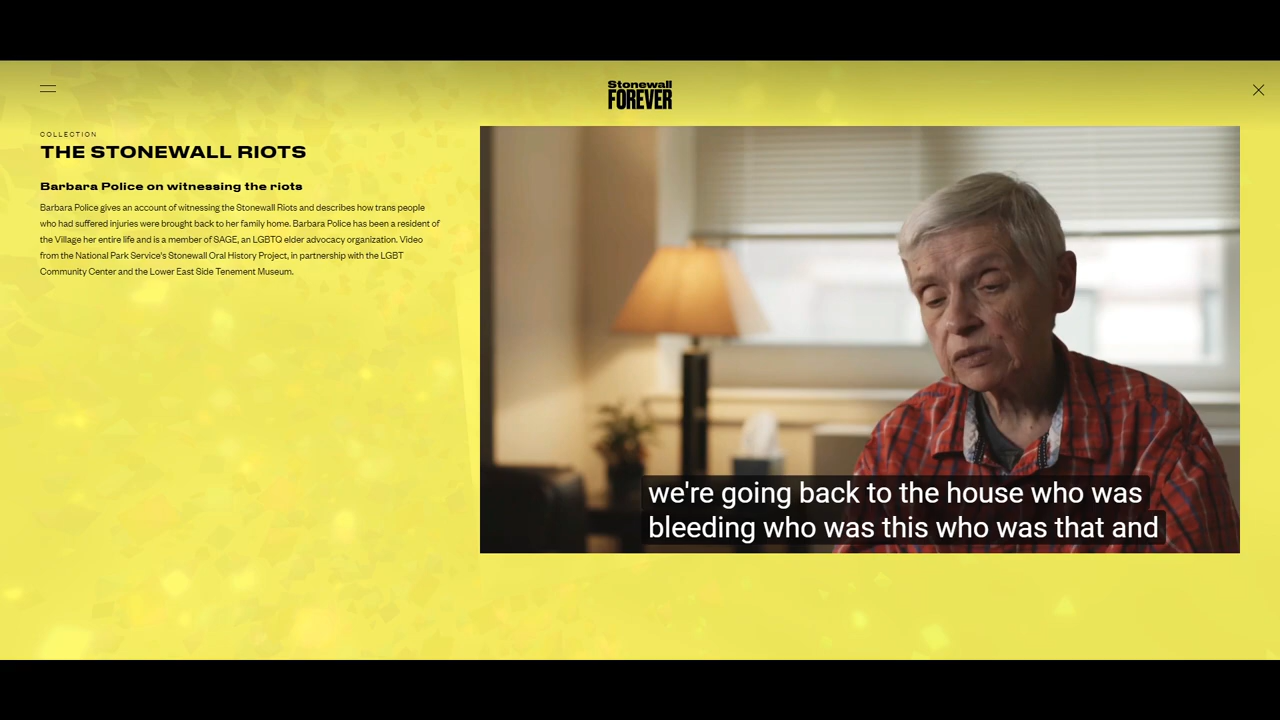 Stonewall
FOREVER
COLLECTION
THE STONEWALL RIOTS
Barbara Police on witnessing the riots
Barbara Police gives an account of witnessing the Stonewall Riots and describes how trans people
who had suffered injuries were brought back to her family home. Barbara Police has been a resident of
the Village her entire life and is a member of SAGE, an LGBTQ elder advocacy organization. Video
from the National Park Service's Stonewall Oral History Project, in partnership with the LGBT
Community Center and the Lower East Side Tenement Museum.
we're going back to the house who was
bleeding who was this who was that and